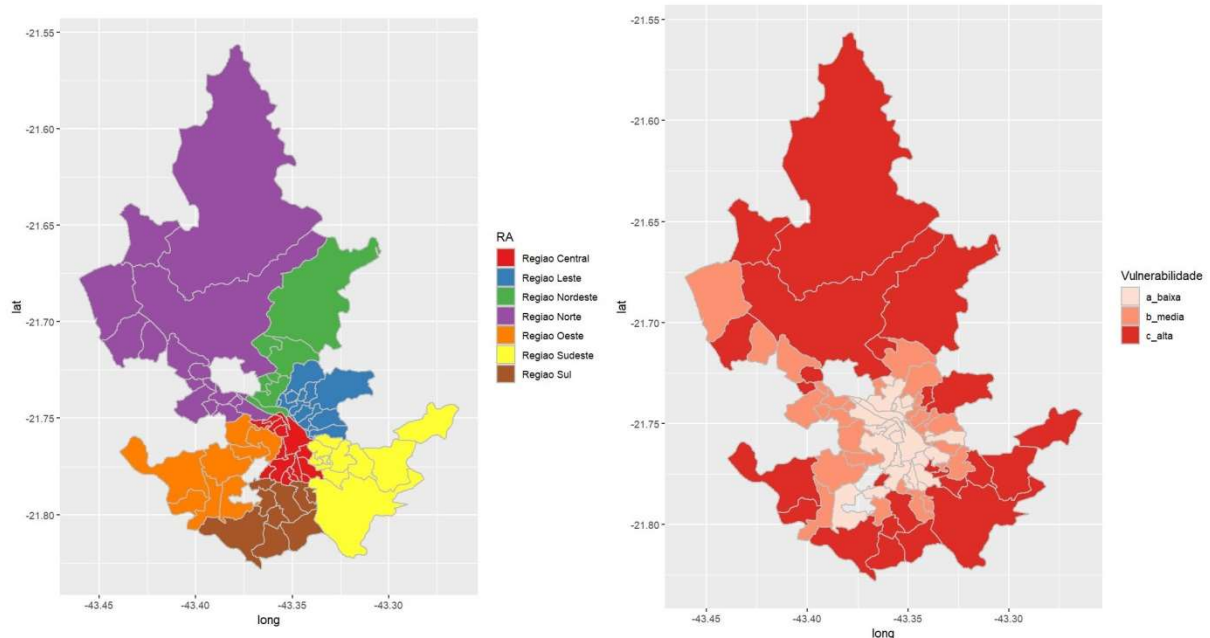 -21.55
-21.60
-21.65
-21.70
-21.75
-21.80
lat
-43.45
-43.40
-43.35
-43.30
long
RA
Regiao Central
Regiao Leste
Regiao Nordeste
Regiao Norte
Regiao Oeste
Regiao Sudeste
Regiao Sul
-21.55
-21.60
-21.65
-21.70
-21.75
-21.80
lat
-43.45
-43.40
-43.35
-43.30
long
Vulnerabilidade
a_baixa
b_media
c_alta